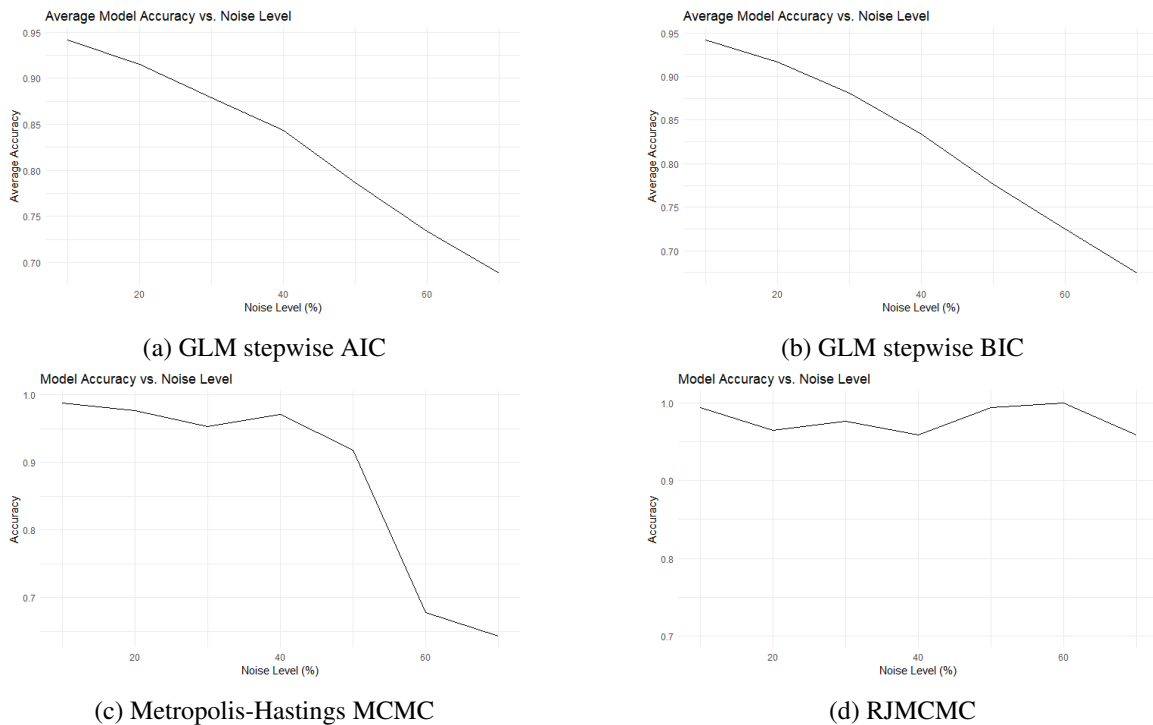 Average Model Accuracy vs. Noise Level
0.95
0.90
0.85
0.80
0.75
0.70
Average Accuracy
20
40
60
Noise Level (%)
(a) GLM stepwise AIC
Average Model Accuracy vs. Noise Level
0.95
0.90
0.85
0.80
0.75
0.70
Average Accuracy
20
40
60
Noise Level (%)
(b) GLM stepwise BIC
Model Accuracy vs. Noise Level
1.0
0.9
0.8
0.7
Accuracy
20
40
60
Noise Level (%)
(c) Metropolis-Hastings MCMC
Model Accuracy vs. Noise Level
1.0
0.9
0.8
0.7
Accuracy
20
40
60
Noise Level (%)
(d) RJMCMC